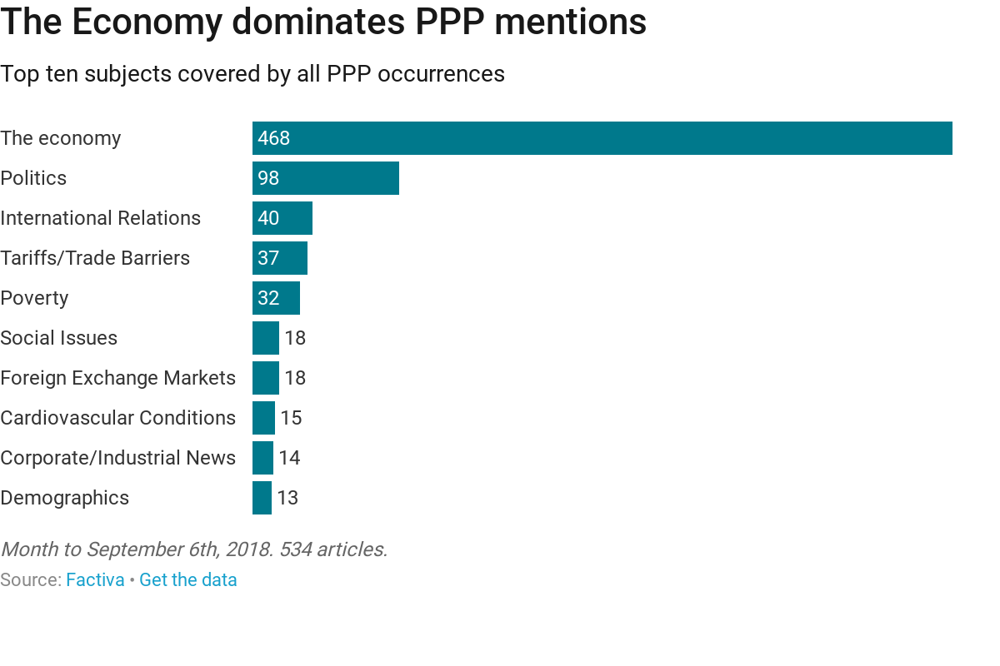 The Economy dominates PPP mentions
Top ten subjects covered by all PPP occurrences
The economy 468
Politics 98
International Relations 40
Tariffs/Trade Barriers 37
Poverty 32
Social Issues 18
Foreign Exchange Markets 18
Cardiovascular Conditions 15
Corporate/Industrial News 14
Demographics 13
Month to September 6th, 2018. 534 articles.
Source: Factiva • Get the data